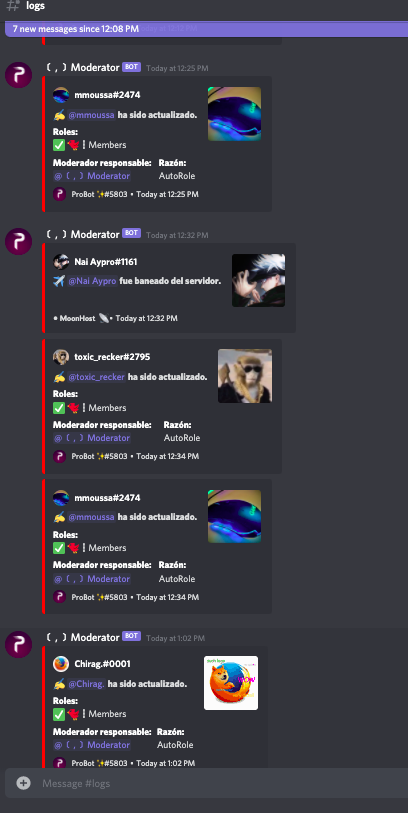 logs
7 new messages since 12:08 PM
( , ) Moderator BOT Today at 12:25 PM
mmoussa#2474
✍️ @mmoussa ha sido actualizado.
Roles:
✅ ┇ Members
Moderador responsable: Razón:
@ ( , ) Moderator AutoRole
ProBot ✨#5803 • Today at 12:25 PM
( , ) Moderator BOT Today at 12:32 PM
Nai Aypro#1161
✈️ @Nai Aypro fue baneado del servidor.
● MoonHost • Today at 12:32 PM
toxic_recker#2795
✍️ @toxic_recker ha sido actualizado.
Roles:
✅ ┇ Members
Moderador responsable: Razón:
@ ( , ) Moderator AutoRole
ProBot ✨#5803 • Today at 12:34 PM
mmoussa#2474
✍️ @mmoussa ha sido actualizado.
Roles:
✅ ┇ Members
Moderador responsable: Razón:
@ ( , ) Moderator AutoRole
ProBot ✨#5803 • Today at 12:34 PM
( , ) Moderator BOT Today at 1:02 PM
Chirag.#0001
✍️ @Chirag. ha sido actualizado.
Roles:
✅ ┇ Members
Moderador responsable: Razón:
@ ( , ) Moderator AutoRole
ProBot ✨#5803 • Today at 1:02 PM
Message #logs